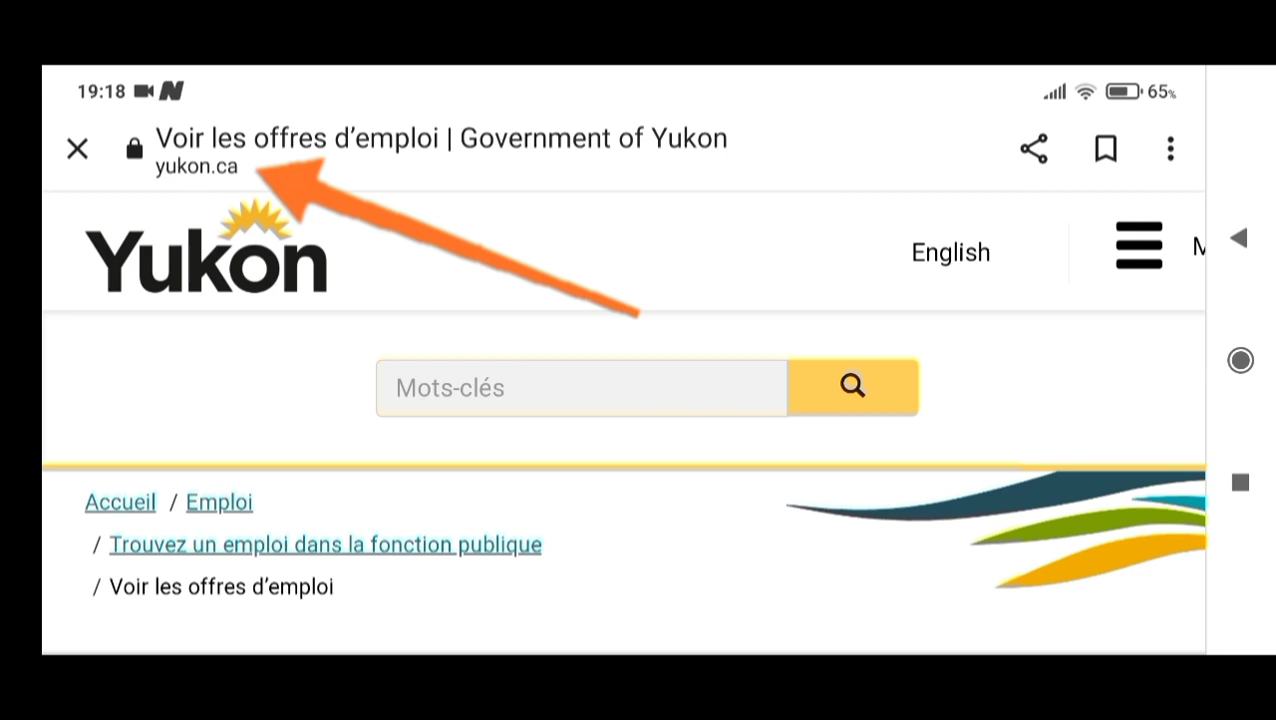 19:18
65%
Voir les offres d’emploi | Government of Yukon
yukon.ca
Yukon
English
M
Mots-clés
Accueil / Emploi
/ Trouvez un emploi dans la fonction publique
/ Voir les offres d’emploi